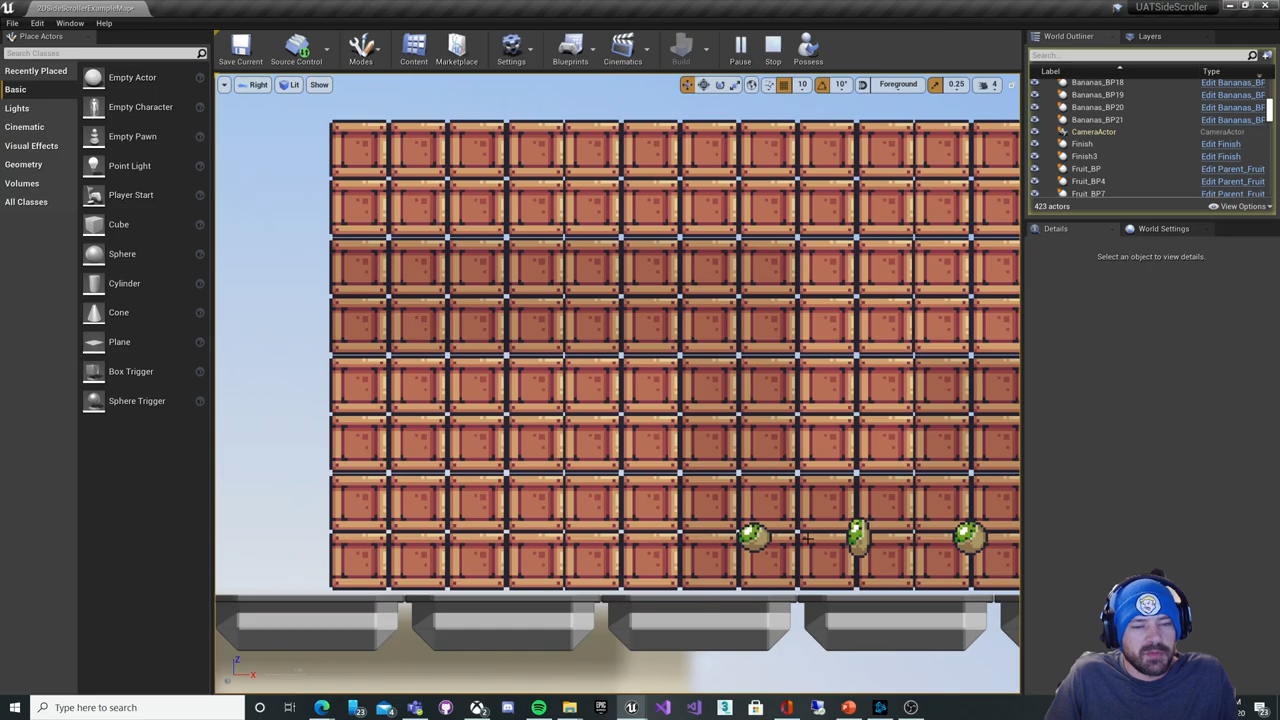 2DSideScrollerExampleMap•
UATSideScroller
File Edit Window Help
Place Actors
Search Classes
Recently Placed
Basic
Lights
Cinematic
Visual Effects
Geometry
Volumes
All Classes
Empty Actor
Empty Character
Empty Pawn
Point Light
Player Start
Cube
Sphere
Cylinder
Cone
Plane
Box Trigger
Sphere Trigger
Save Current
Source Control
Modes
Content
Marketplace
Settings
Blueprints
Cinematics
Build
Pause
Stop
Possess
Right
Lit
Show
10
10°
Foreground
0.25
4
Z
X
World Outliner
Layers
Search...
Label Type
Bananas_BP18 Edit Bananas_BP
Bananas_BP19 Edit Bananas_BP
Bananas_BP20 Edit Bananas_BP
Bananas_BP21 Edit Bananas_BP
CameraActor CameraActor
Finish Edit Finish
Finish3 Edit Finish
Fruit_BP Edit Parent_Fruit
Fruit_BP4 Edit Parent_Fruit
Fruit_BP7 Edit Parent_Fruit
423 actors
View Options
Details
World Settings
Select an object to view details.
Type here to search